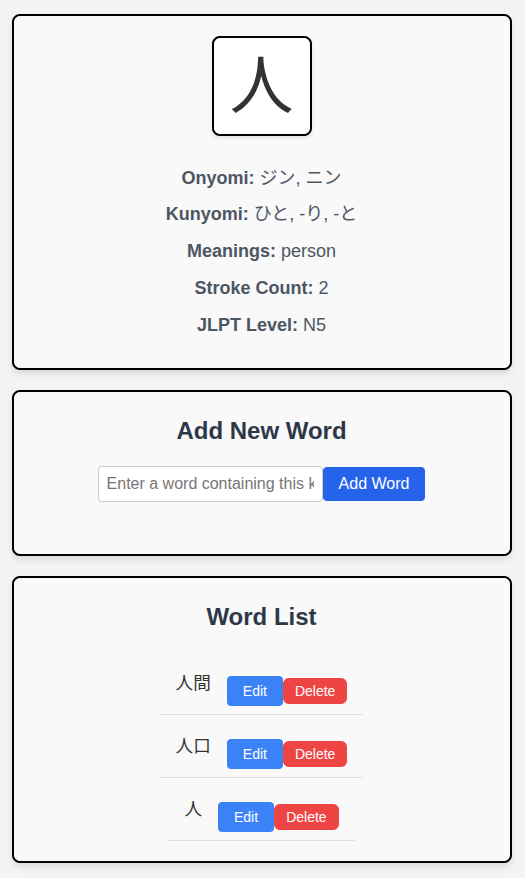 人
Onyomi: ジン, ニン
Kunyomi: ひと, -り, -と
Meanings: person
Stroke Count: 2
JLPT Level: N5
Add New Word
Enter a word containing this Add Word
Word List
人間 Edit Delete
人口 Edit Delete
人 Edit Delete